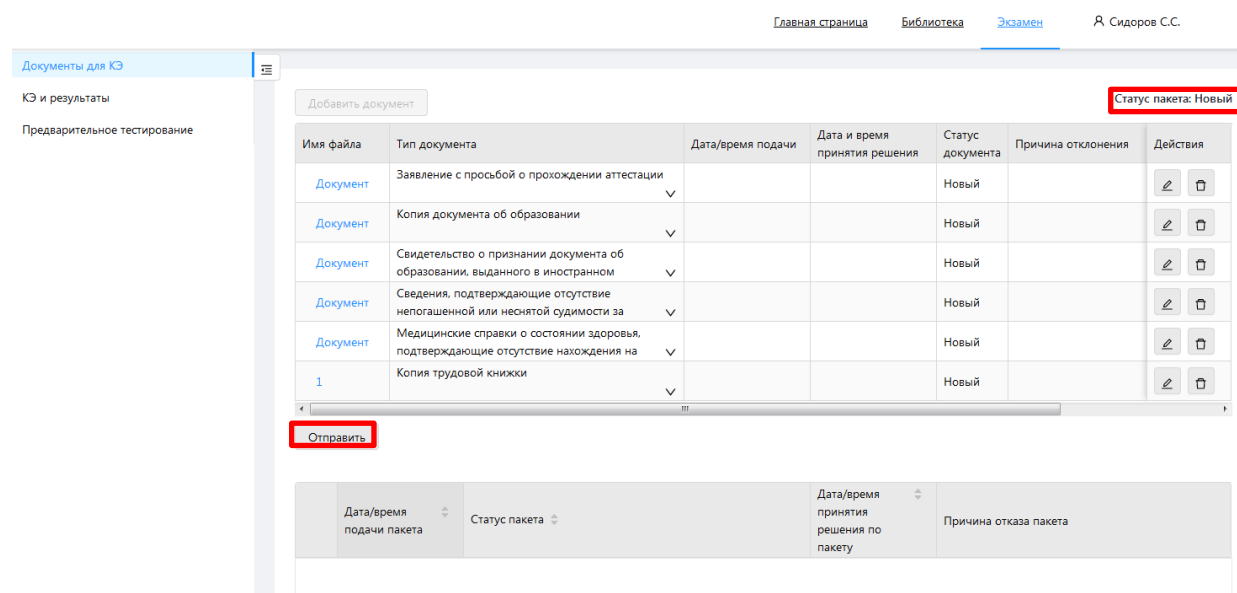 Главная страница Библиотека Экзамен Сидоров С.С.
Документы для КЭ
КЭ и результаты
Предварительное тестирование
Добавить документ
Статус пакета: Новый
Имя файла Тип документа Дата/время подачи Дата и время принятия решения Статус документа Причина отклонения Действия
Документ Заявление с просьбой о прохождении аттестации Новый
Документ Копия документа об образовании Новый
Документ Свидетельство о признании документа об
образовании, выданного в иностранном Новый
Документ Сведения, подтверждающие отсутствие
непогашенной или неснятой судимости за Новый
Документ Медицинские справки о состоянии здоровья,
подтверждающие отсутствие нахождения на Новый
1 Копия трудовой книжки Новый
Отправить
Дата/время подачи пакета Статус пакета Дата/время принятия решения по пакету Причина отказа пакета